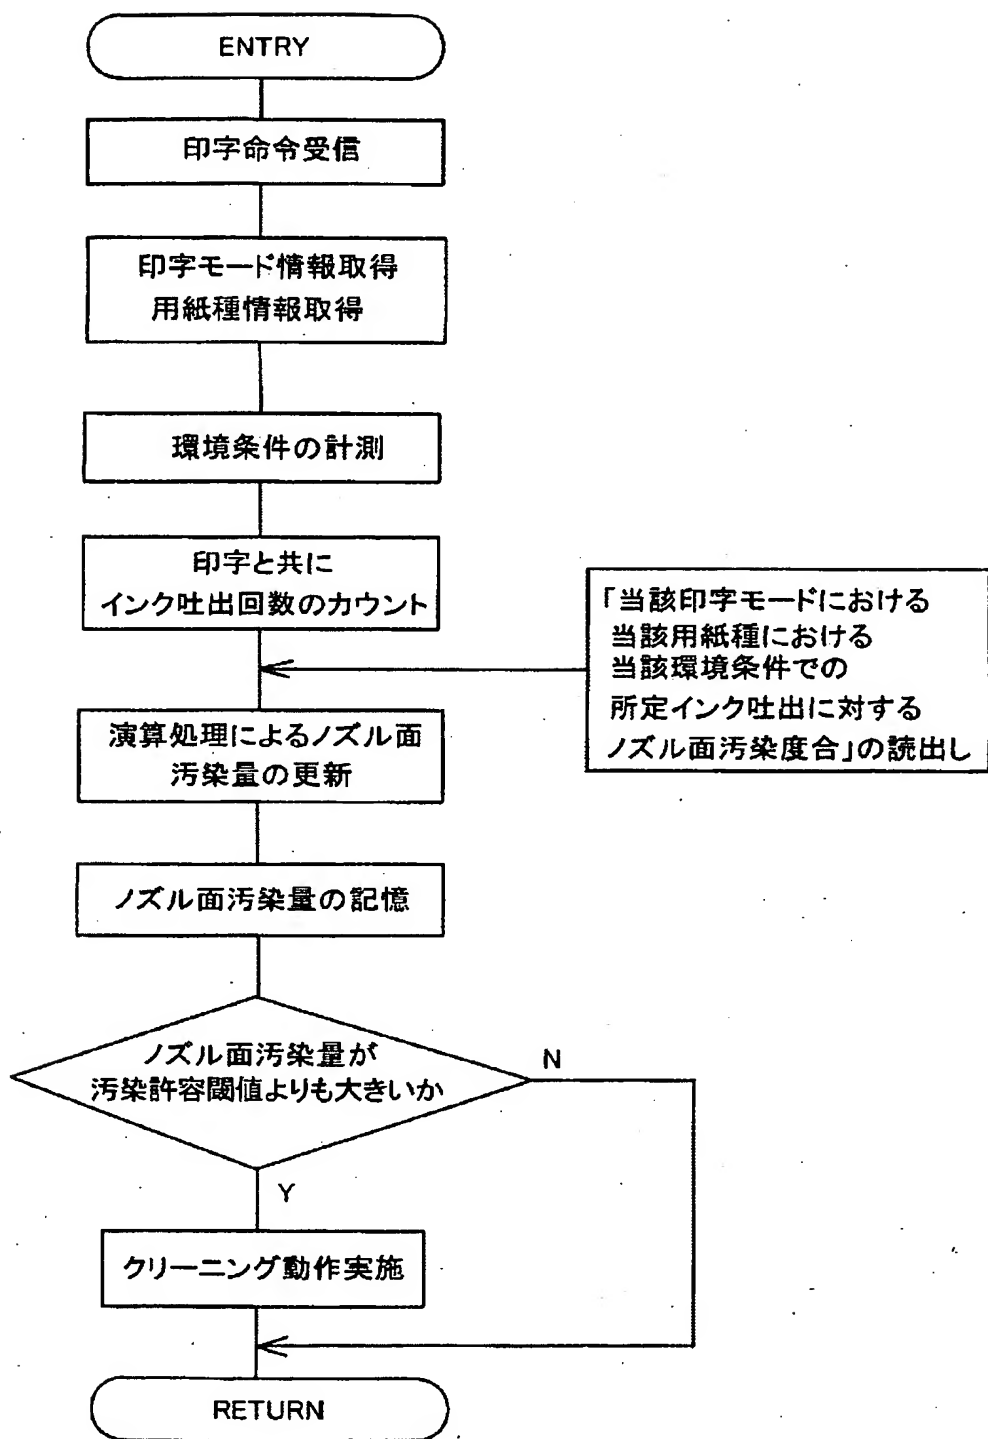 ENTRY
印字命令受信
印字モード情報取得
用紙種情報取得
環境条件の計測
印字と共に
インク吐出回数のカウント
「当該印字モードにおける
当該用紙種における
当該環境条件での
所定インク吐出に対する
ノズル面汚染度合」の読出し
演算処理によるノズル面
汚染量の更新
ノズル面汚染量の記憶
ノズル面汚染量が
汚染許容閾値よりも大きいか
N
Y
クリーニング動作実施
RETURN